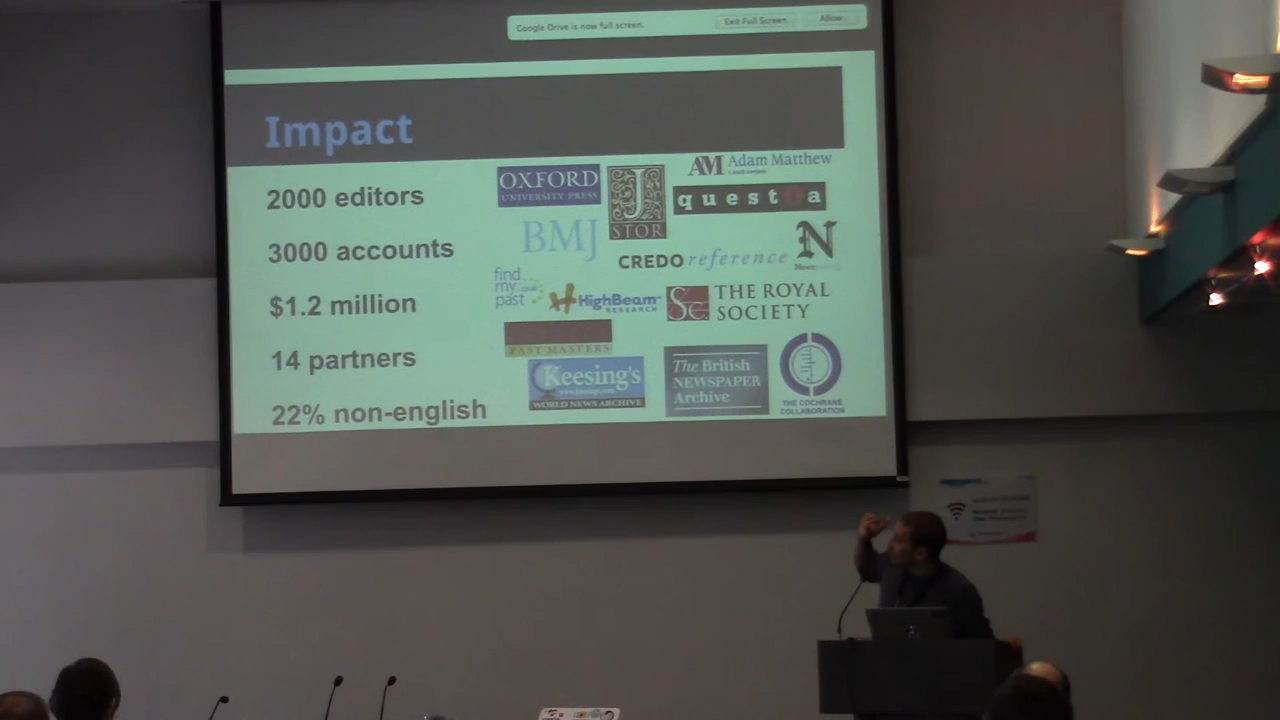 Google Drive is now full screen. Exit Full Screen Allow
Impact
2000 editors
3000 accounts
$1.2 million
14 partners
22% non-english
OXFORD
UNIVERSITY PRESS
JSTOR
AM Adam Matthew
questia
BMJ
CREDO reference
N
find
my
past
HighBeam
RESEARCH
THE ROYAL
SOCIETY
PAST MASTERS
Keesing's
WORLD NEWS ARCHIVE
The British
NEWSPAPER
Archive
THE COCHRANE
COLLABORATION